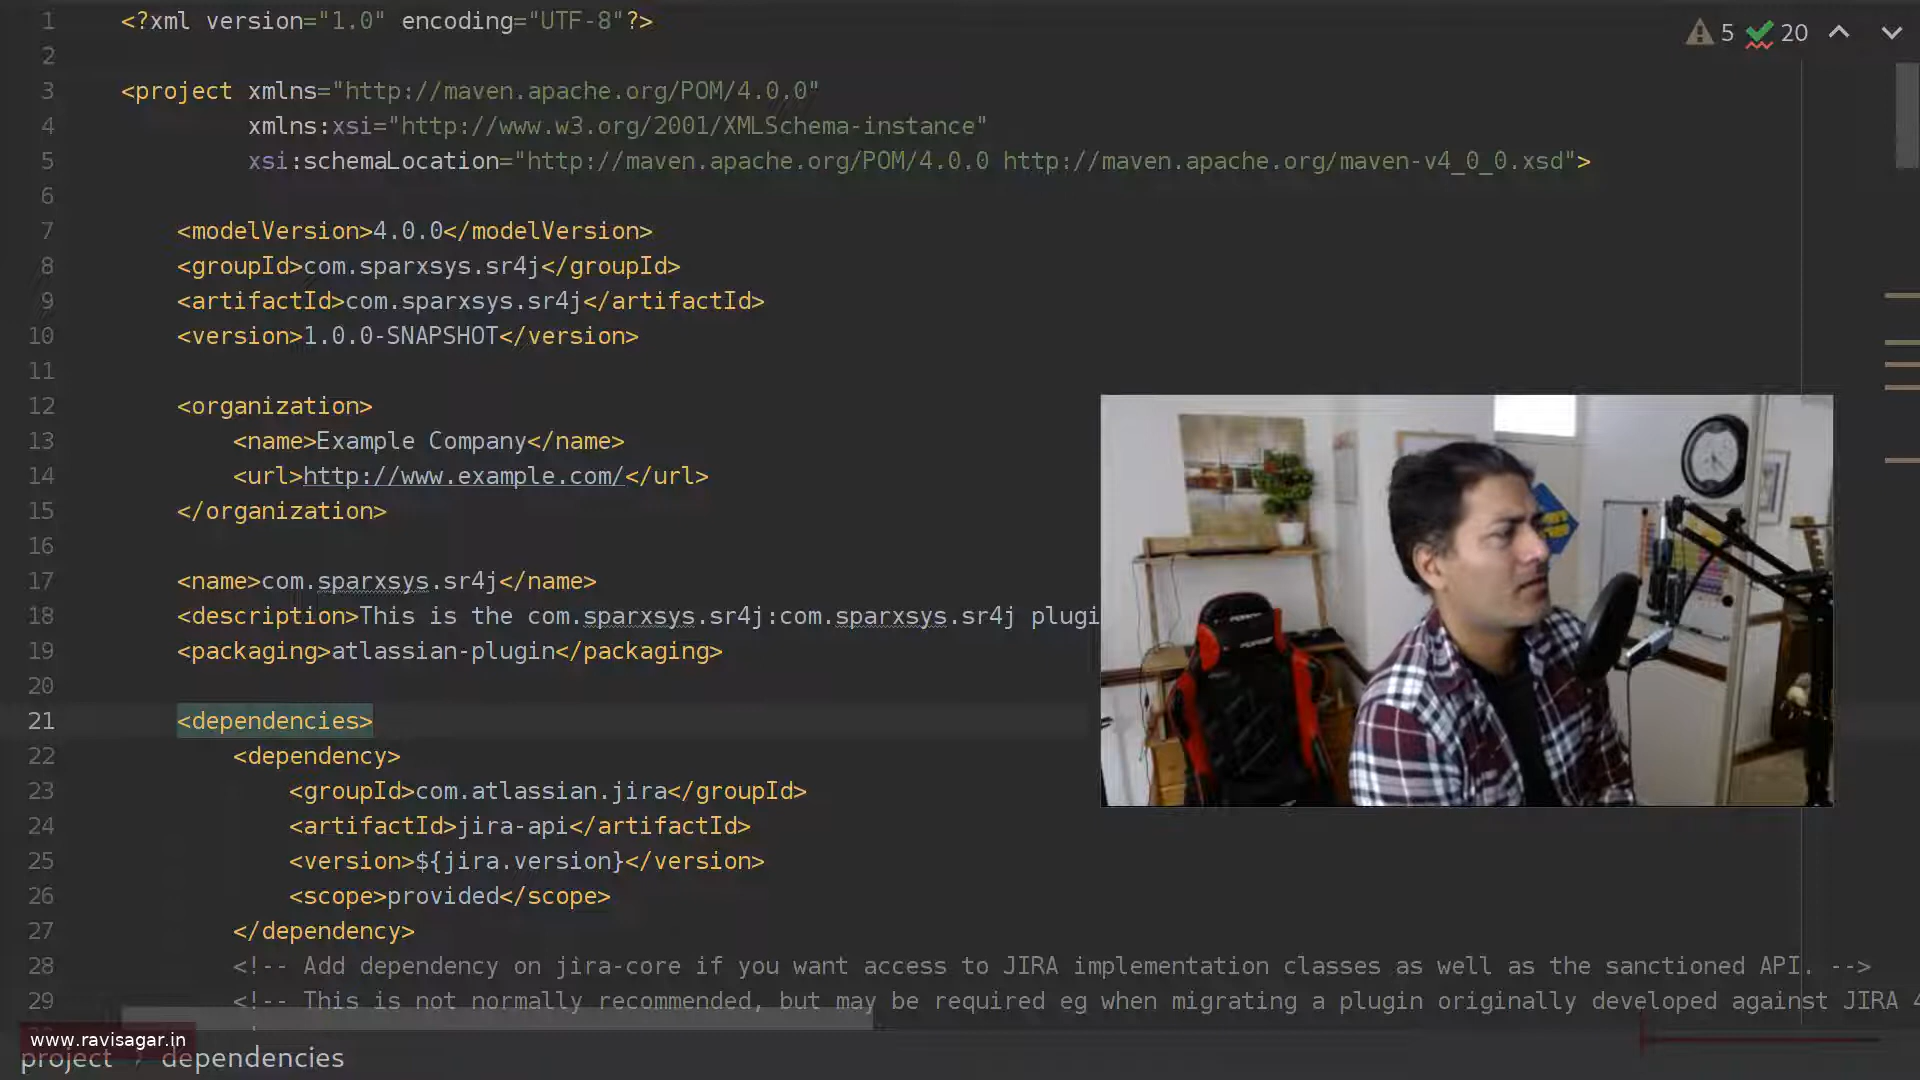 1 <?xml version="1.0" encoding="UTF-8"?>
5 20
2
3 <project xmlns="http://maven.apache.org/POM/4.0.0"
4 xmlns:xsi="http://www.w3.org/2001/XMLSchema-instance"
5 xsi:schemaLocation="http://maven.apache.org/POM/4.0.0 http://maven.apache.org/maven-v4_0_0.xsd">
6
7 <modelVersion>4.0.0</modelVersion>
8 <groupId>com.sparxsys.sr4j</groupId>
9 <artifactId>com.sparxsys.sr4j</artifactId>
10 <version>1.0.0-SNAPSHOT</version>
11
12 <organization>
13 <name>Example Company</name>
14 <url>http://www.example.com/</url>
15 </organization>
16
17 <name>com.sparxsys.sr4j</name>
18 <description>This is the com.sparxsys.sr4j:com.sparxsys.sr4j plugi
19 <packaging>atlassian-plugin</packaging>
20
21 <dependencies>
22 <dependency>
23 <groupId>com.atlassian.jira</groupId>
24 <artifactId>jira-api</artifactId>
25 <version>${jira.version}</version>
26 <scope>provided</scope>
27 </dependency>
28 <!-- Add dependency on jira-core if you want access to JIRA implementation classes as well as the sanctioned API. -->
29 <!-- This is not normally recommended, but may be required eg when migrating a plugin originally developed against JIRA 4
www.ravisagar.in
project › dependencies